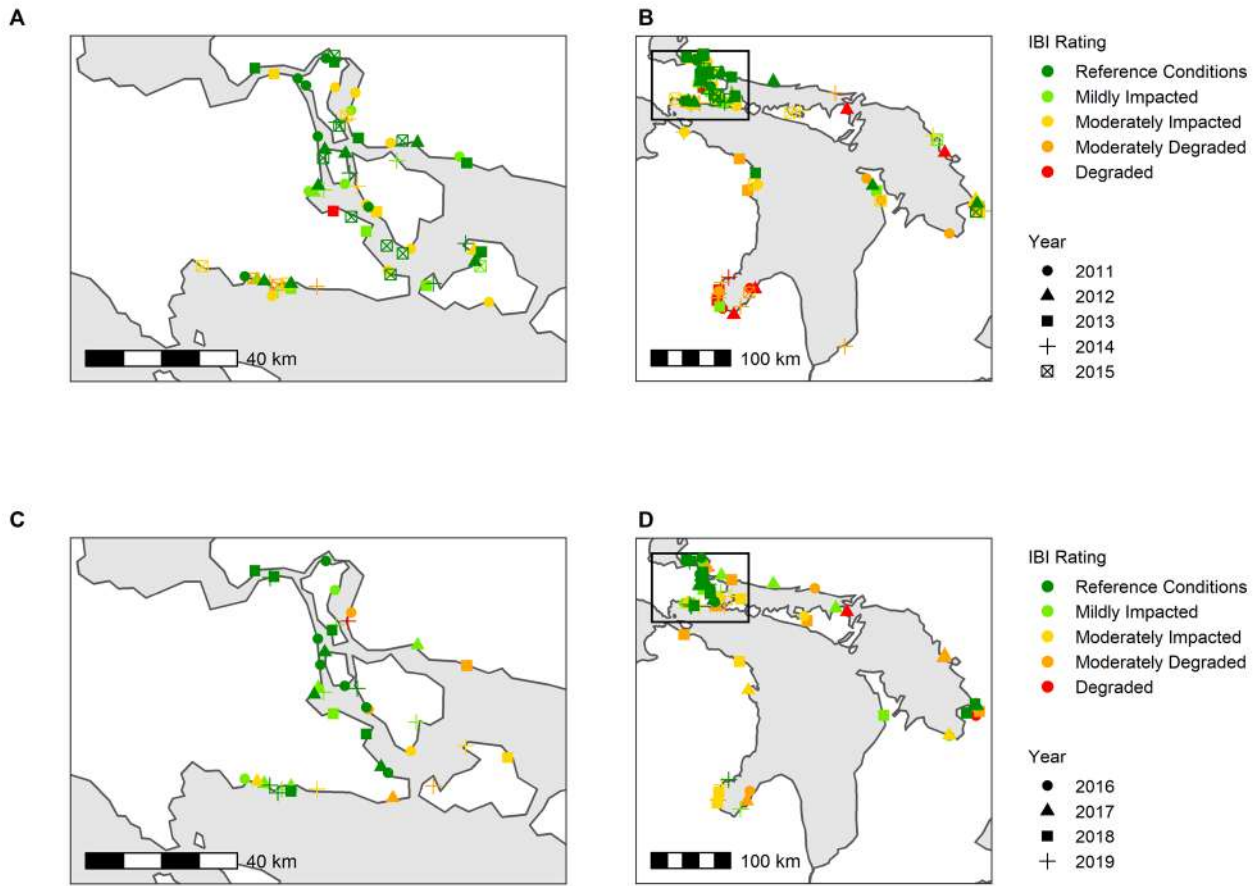 A
B
40 km
100 km
IBI Rating
Reference Conditions
Mildly Impacted
Moderately Impacted
Moderately Degraded
Degraded
Year
2011
2012
2013
2014
2015
C
D
40 km
100 km
IBI Rating
Reference Conditions
Mildly Impacted
Moderately Impacted
Moderately Degraded
Degraded
Year
2016
2017
2018
2019